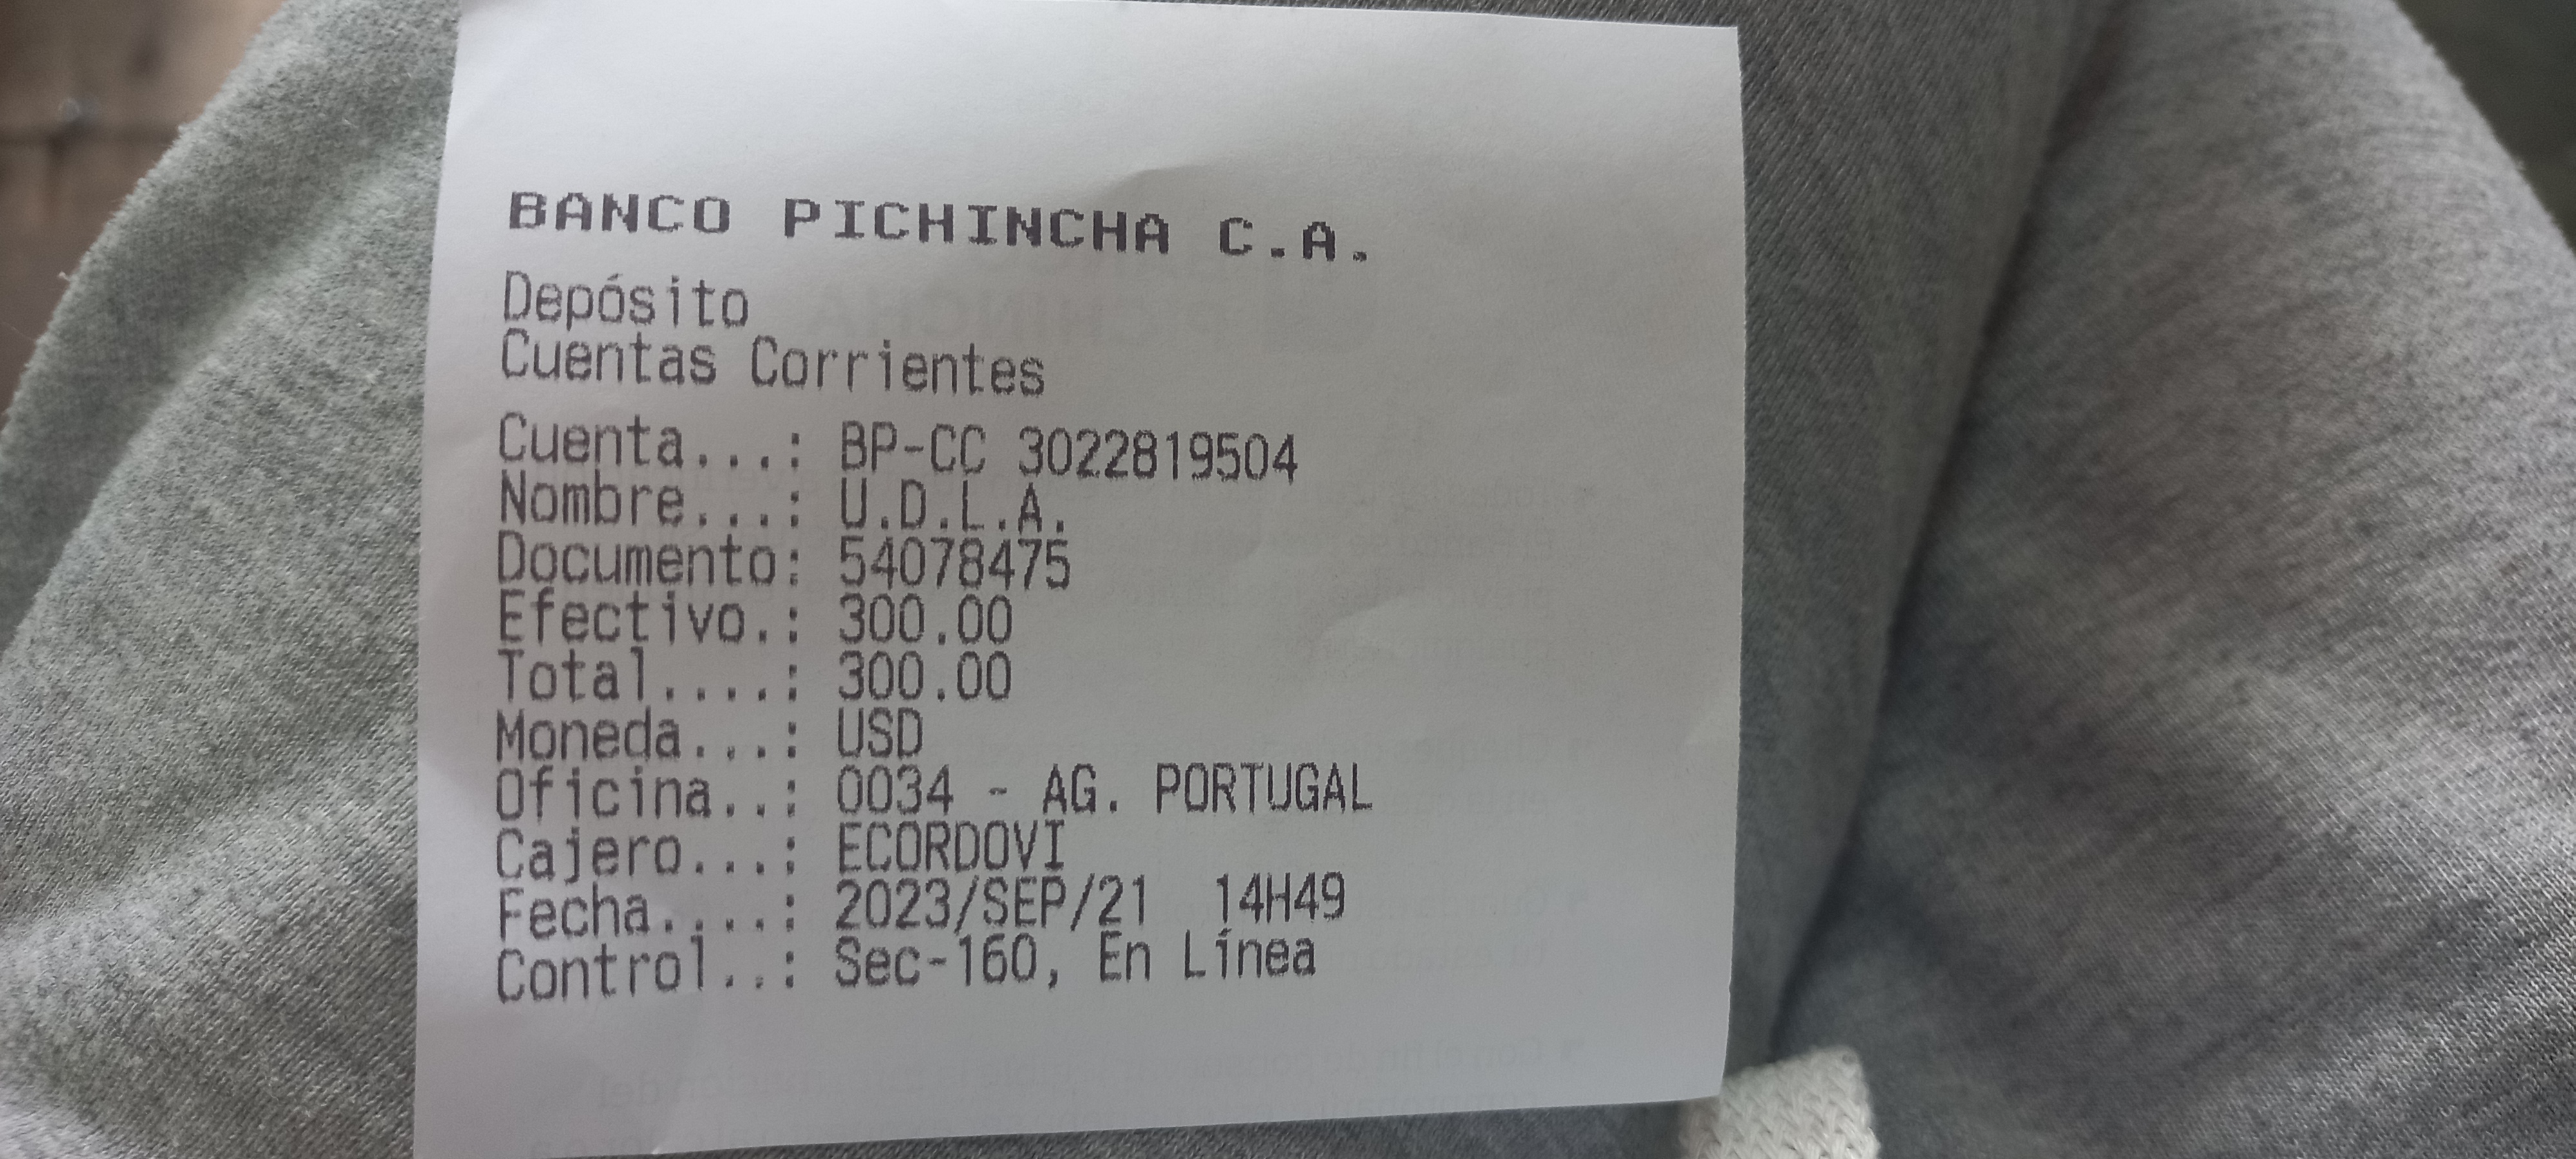 BANCO PICHINCHA C.A.
Depósito
Cuentas Corrientes
Cuenta...: BP-CC 3022819504
Nombre...: U.D.L.A.
Documento: 54078475
Efectivo.: 300.00
Total....: 300.00
Moneda...: USD
Oficina..: 0034 - AG. PORTUGAL
Cajero...: ECORDOVI
Fecha....: 2023/SEP/21 14H49
Control..: Sec-160, En Línea